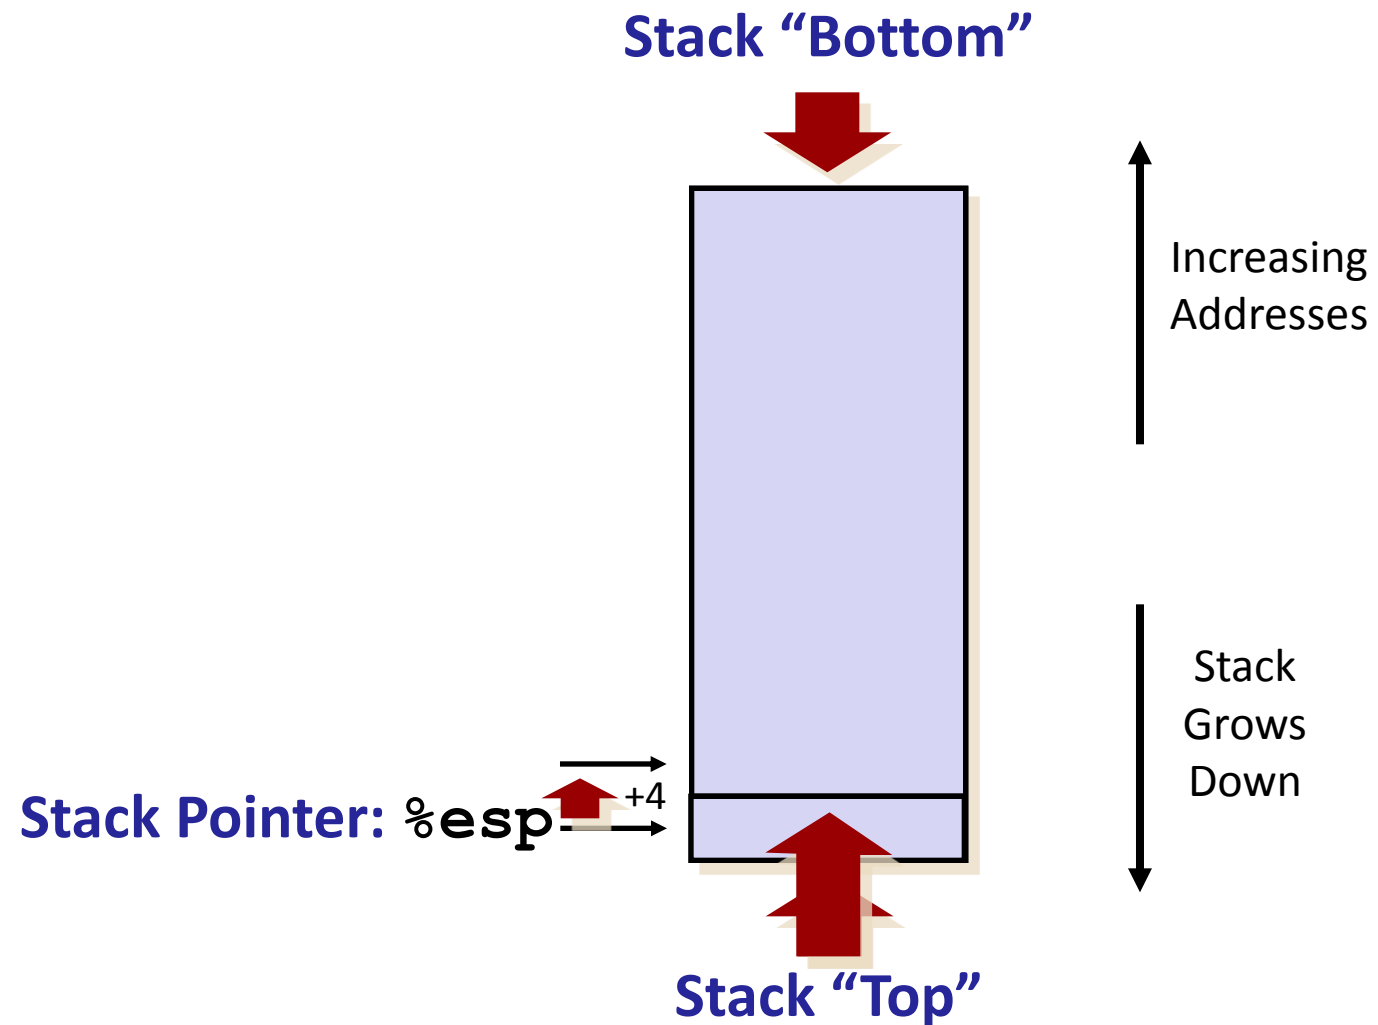 Stack “Bottom”
Increasing
Addresses
Stack
Grows
Down
+4
Stack Pointer: %esp
Stack “Top”